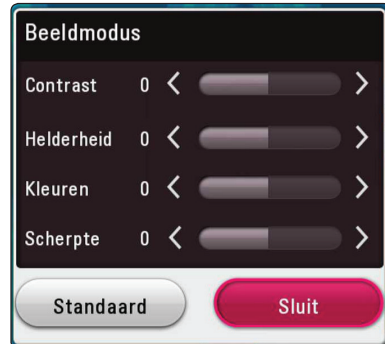 Beeldmodus
Contrast 0
Helderheid 0
Kleuren 0
Scherpte 0
Standaard Sluit